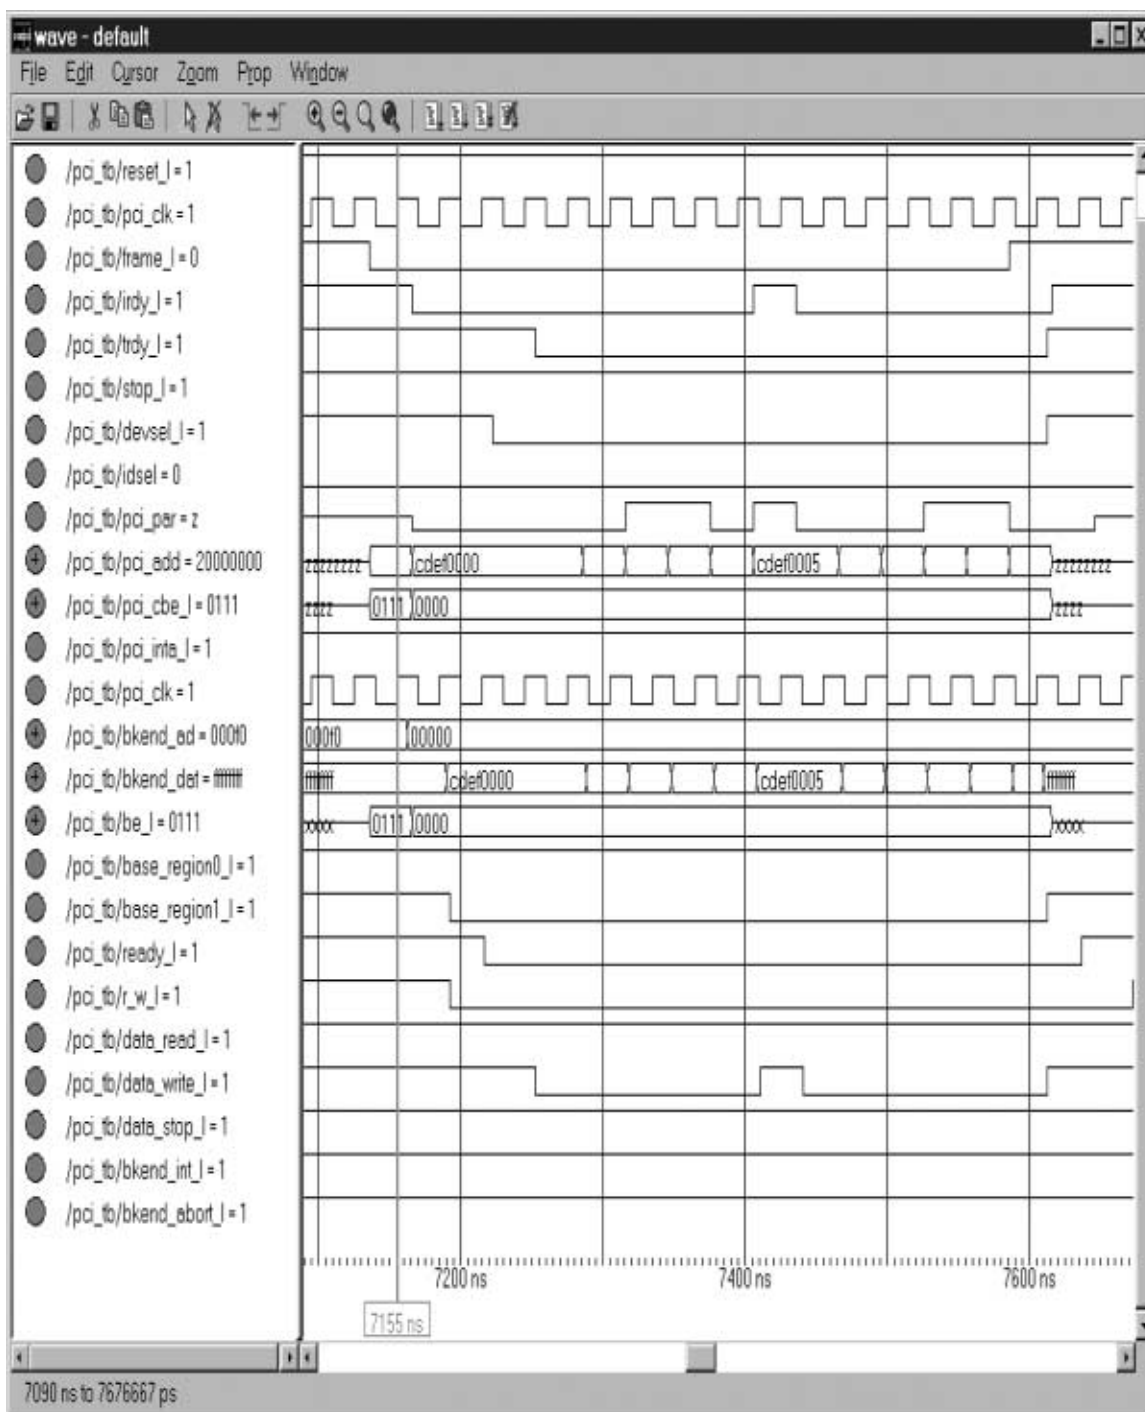 wave - default
File Edit Cursor Zoom Prop Window
/pci_tb/reset_l = 1
/pci_tb/pci_clk = 1
/pci_tb/frame_l = 0
/pci_tb/irdy_l = 1
/pci_tb/trdy_l = 1
/pci_tb/stop_l = 1
/pci_tb/devsel_l = 1
/pci_tb/idsel = 0
/pci_tb/pci_par = z
/pci_tb/pci_add = 20000000 zzzzzzzz cdef0000 cdef0005 zzzzzzzz
/pci_tb/pci_cbe_l = 0111 zzzz 0111 0000 zzzz
/pci_tb/pci_inta_l = 1
/pci_tb/pci_clk = 1
/pci_tb/bkend_ad = 000f0 000f0 00000
/pci_tb/bkend_dat = ffffffff ffffffff cdef0000 cdef0005 ffffffff
/pci_tb/be_l = 0111 xxxx 0111 0000 xxxx
/pci_tb/base_region0_l = 1
/pci_tb/base_region1_l = 1
/pci_tb/ready_l = 1
/pci_tb/r_w_l = 1
/pci_tb/data_read_l = 1
/pci_tb/data_write_l = 1
/pci_tb/data_stop_l = 1
/pci_tb/bkend_int_l = 1
/pci_tb/bkend_abort_l = 1
7200 ns 7400 ns 7600 ns
7155 ns
7090 ns to 7676667 ps